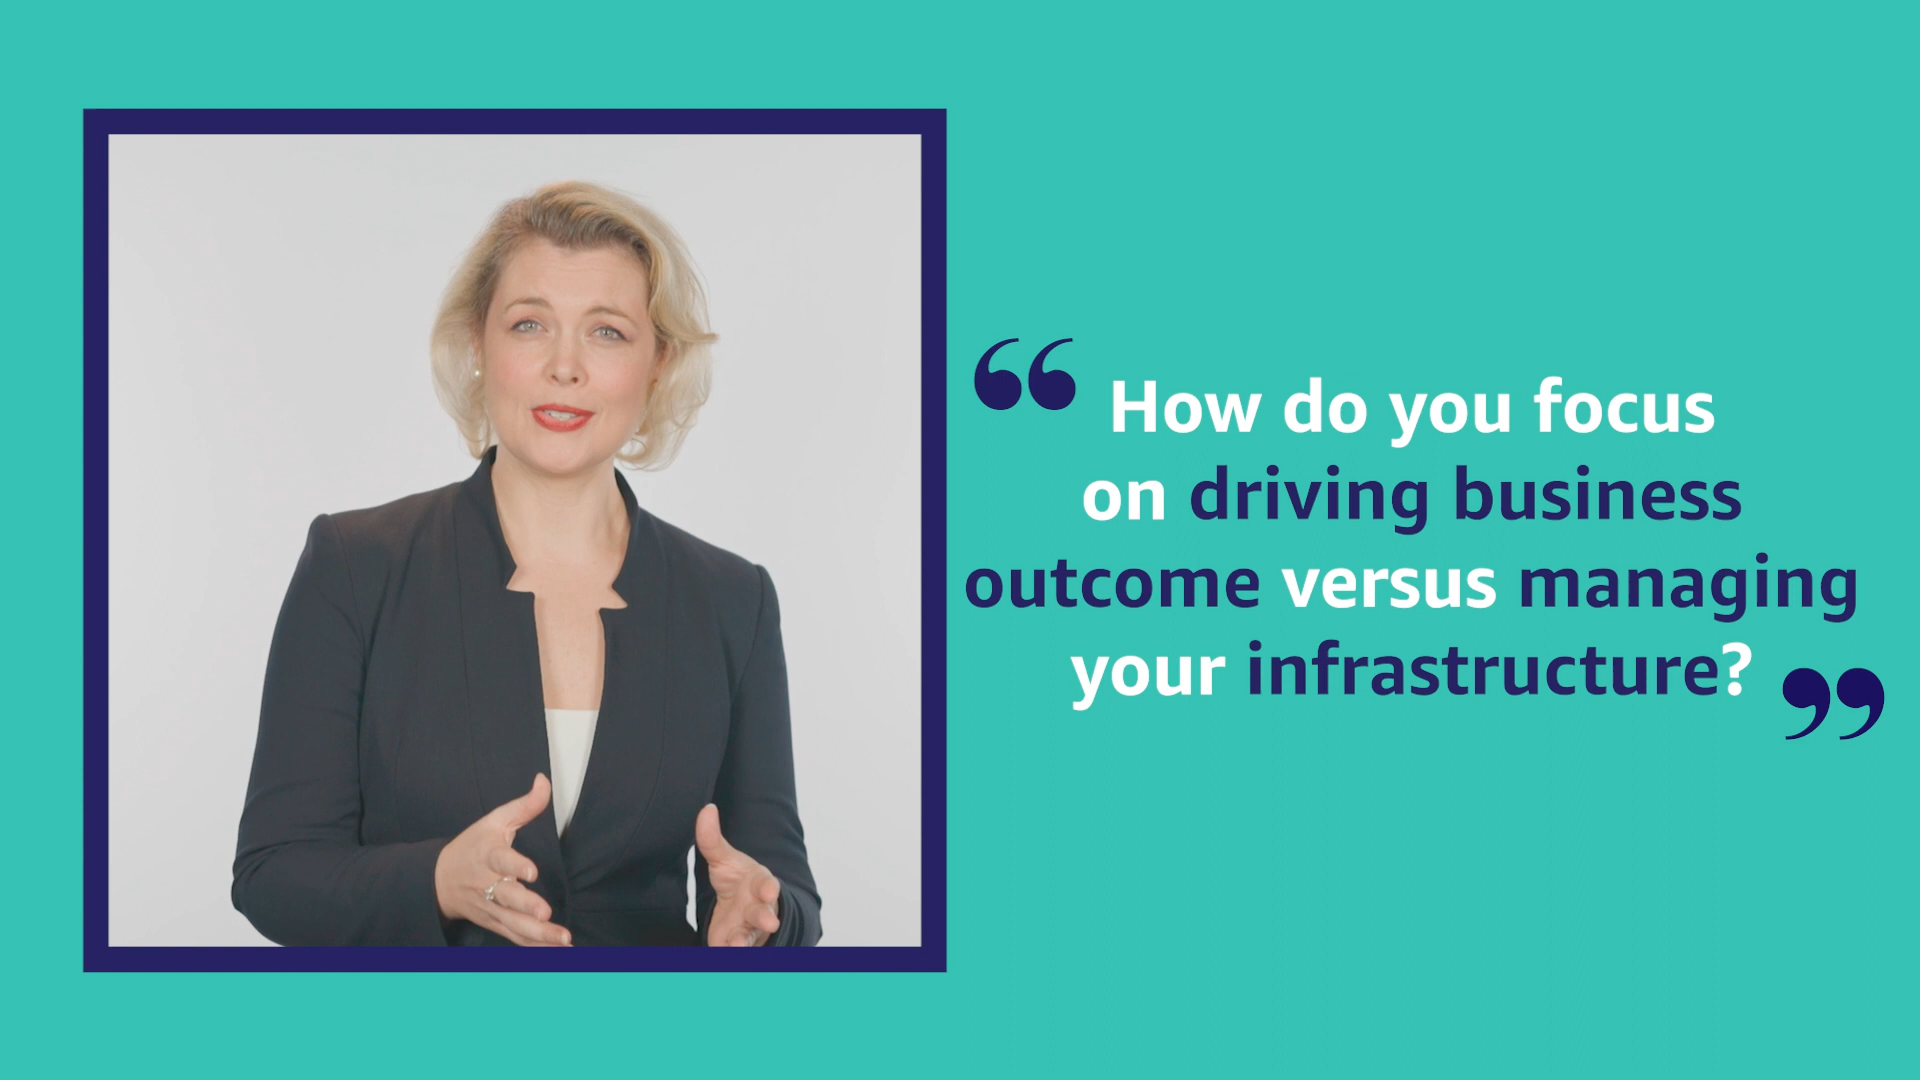 “ How do you focus
on driving business
outcome versus managing
your infrastructure? ”